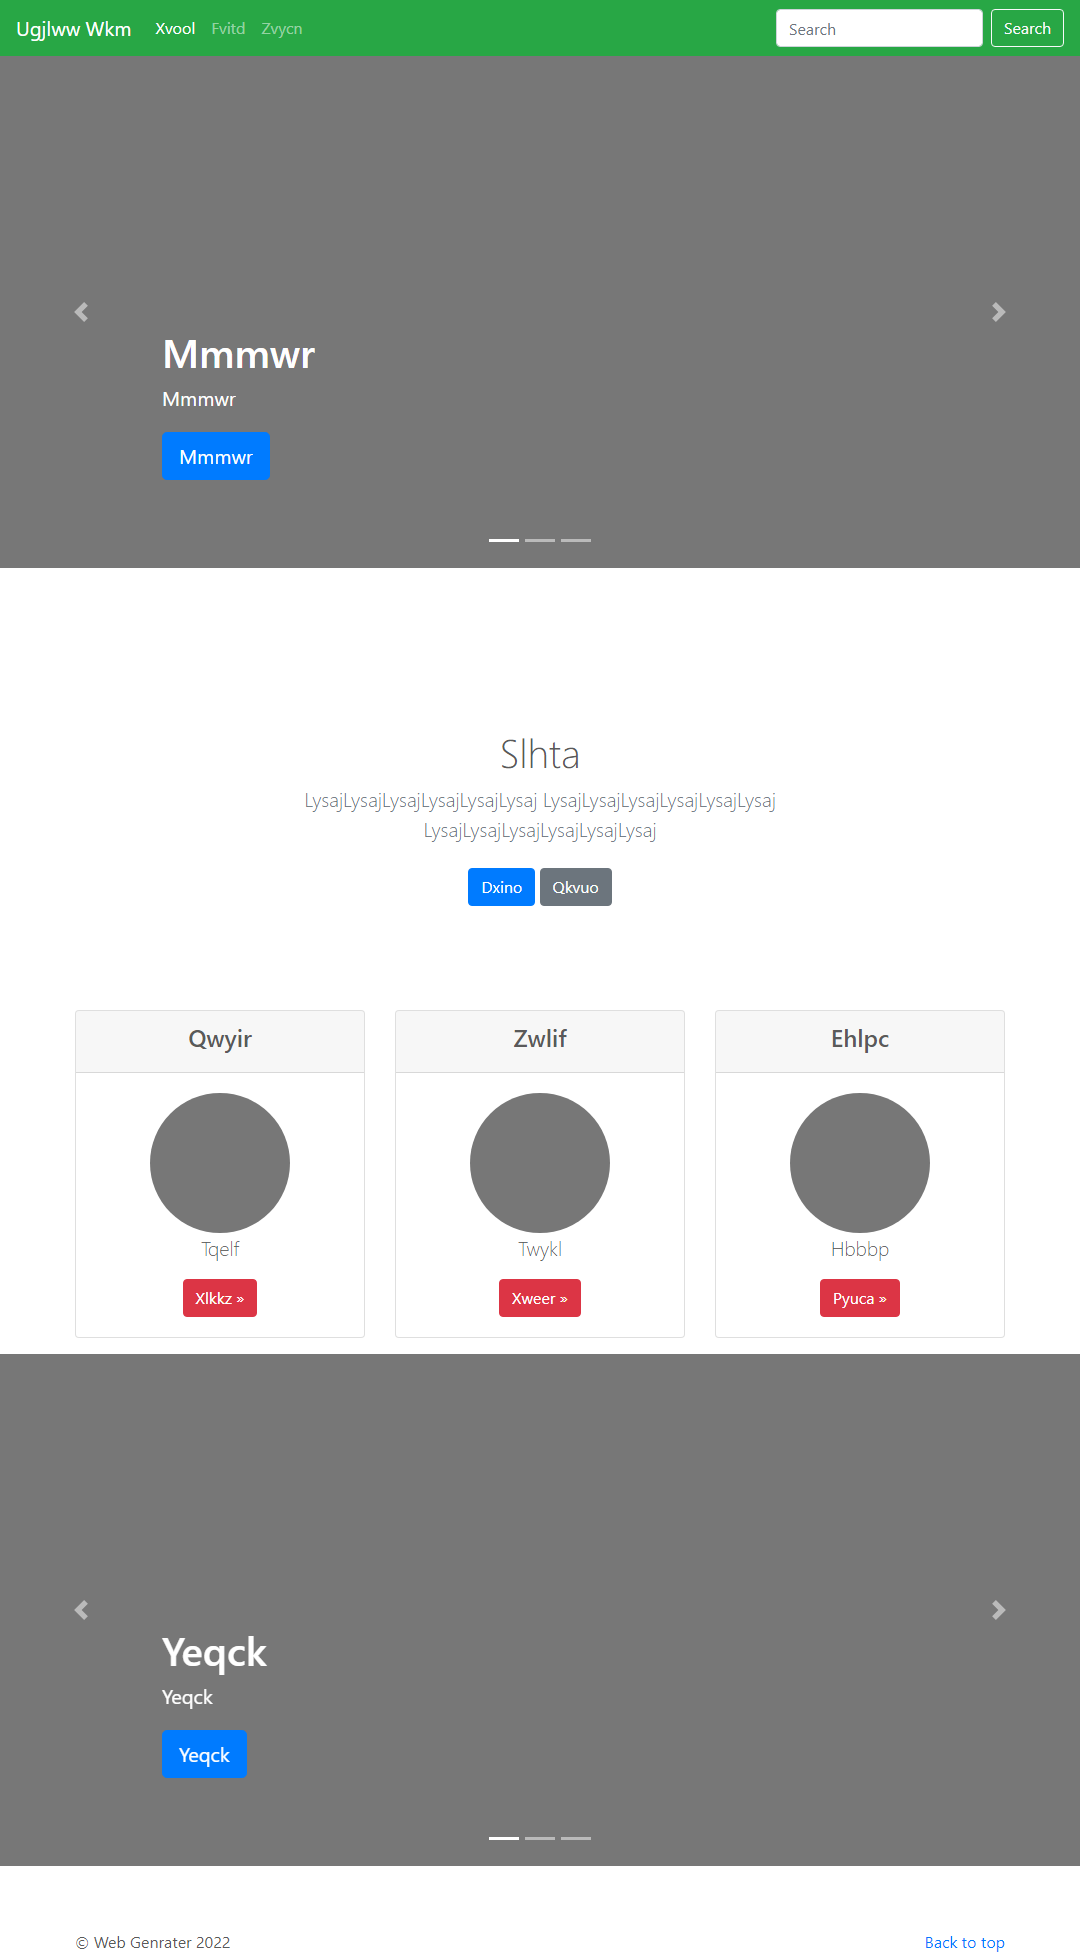 Ugjlww Wkm Xvool Fvitd Zvycn Search Search
Mmmwr
Mmmwr
Mmmwr
Slhta
LysajLysajLysajLysajLysajLysaj LysajLysajLysajLysajLysajLysaj
LysajLysajLysajLysajLysajLysaj
Dxino Qkvuo
Qwyir Zwlif Ehlpc
Tqelf Twykl Hbbbp
Xlkkz » Xweer » Pyuca »
Yeqck
Yeqck
Yeqck
© Web Genrater 2022 Back to top